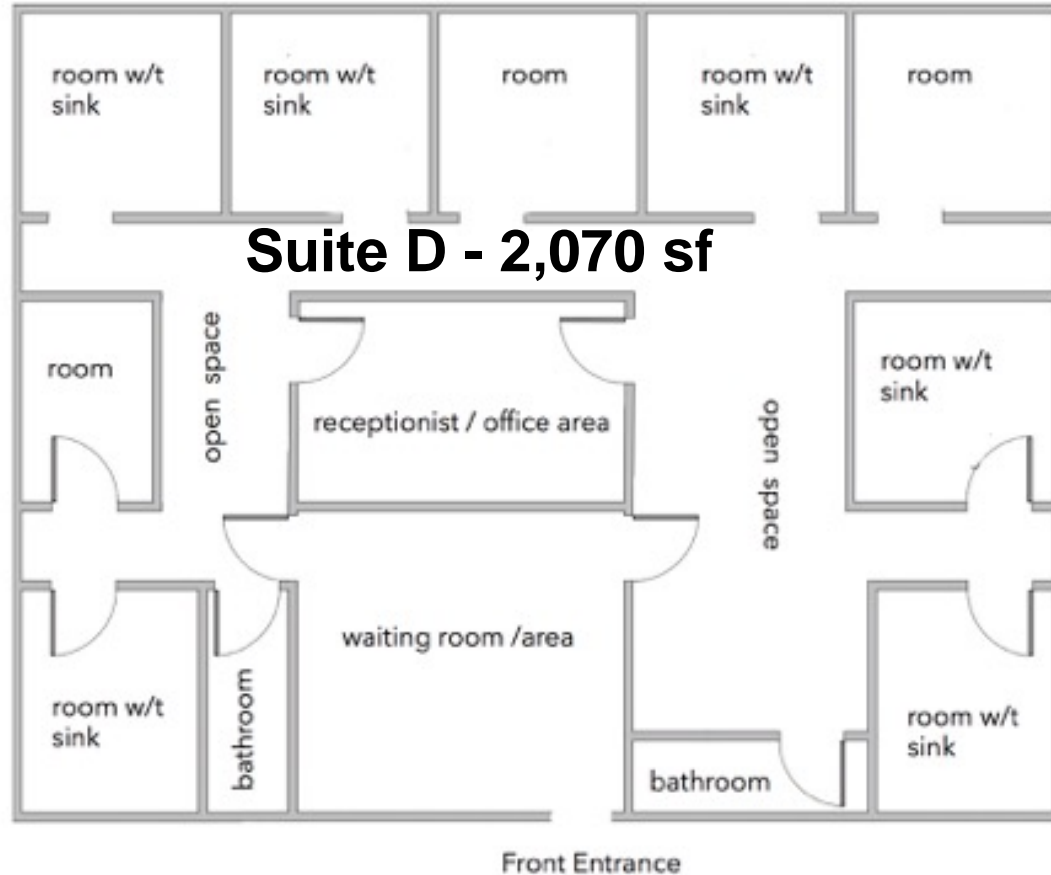 room w/t
sink
room w/t
sink
room
room w/t
sink
room
Suite D - 2,070 sf
room
open space
receptionist / office area
open space
room w/t
sink
room w/t
sink
bathroom
waiting room /area
bathroom
room w/t
sink
Front Entrance